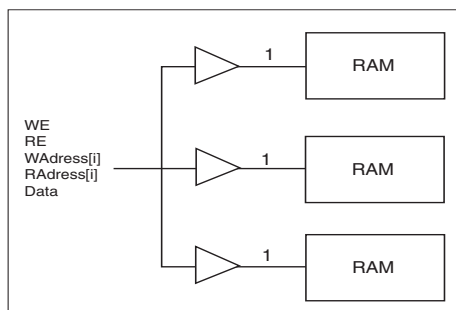 1
RAM
WE
RE
WAdress[i]
RAdress[i]
Data
1
RAM
1
RAM